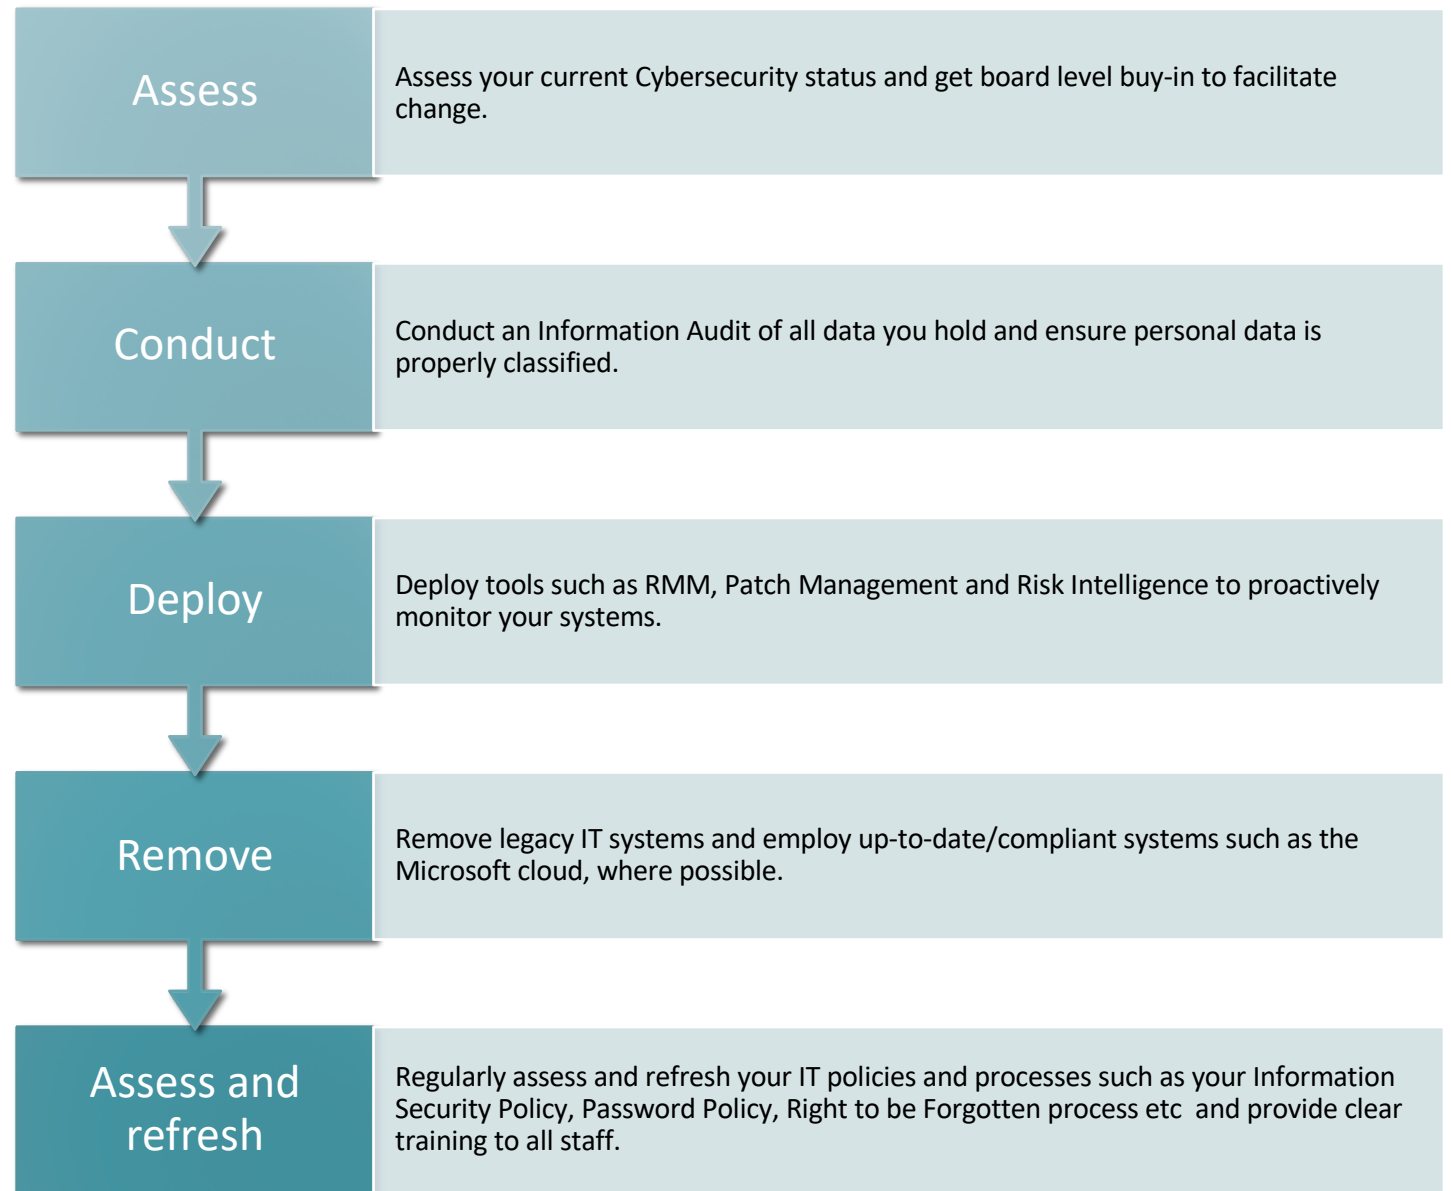 Assess
Assess your current Cybersecurity status and get board level buy-in to facilitate
change.
Conduct
Conduct an Information Audit of all data you hold and ensure personal data is
properly classified.
Deploy
Deploy tools such as RMM, Patch Management and Risk Intelligence to proactively
monitor your systems.
Remove
Remove legacy IT systems and employ up-to-date/compliant systems such as the
Microsoft cloud, where possible.
Assess and
refresh
Regularly assess and refresh your IT policies and processes such as your Information
Security Policy, Password Policy, Right to be Forgotten process etc  and provide clear
training to all staff.